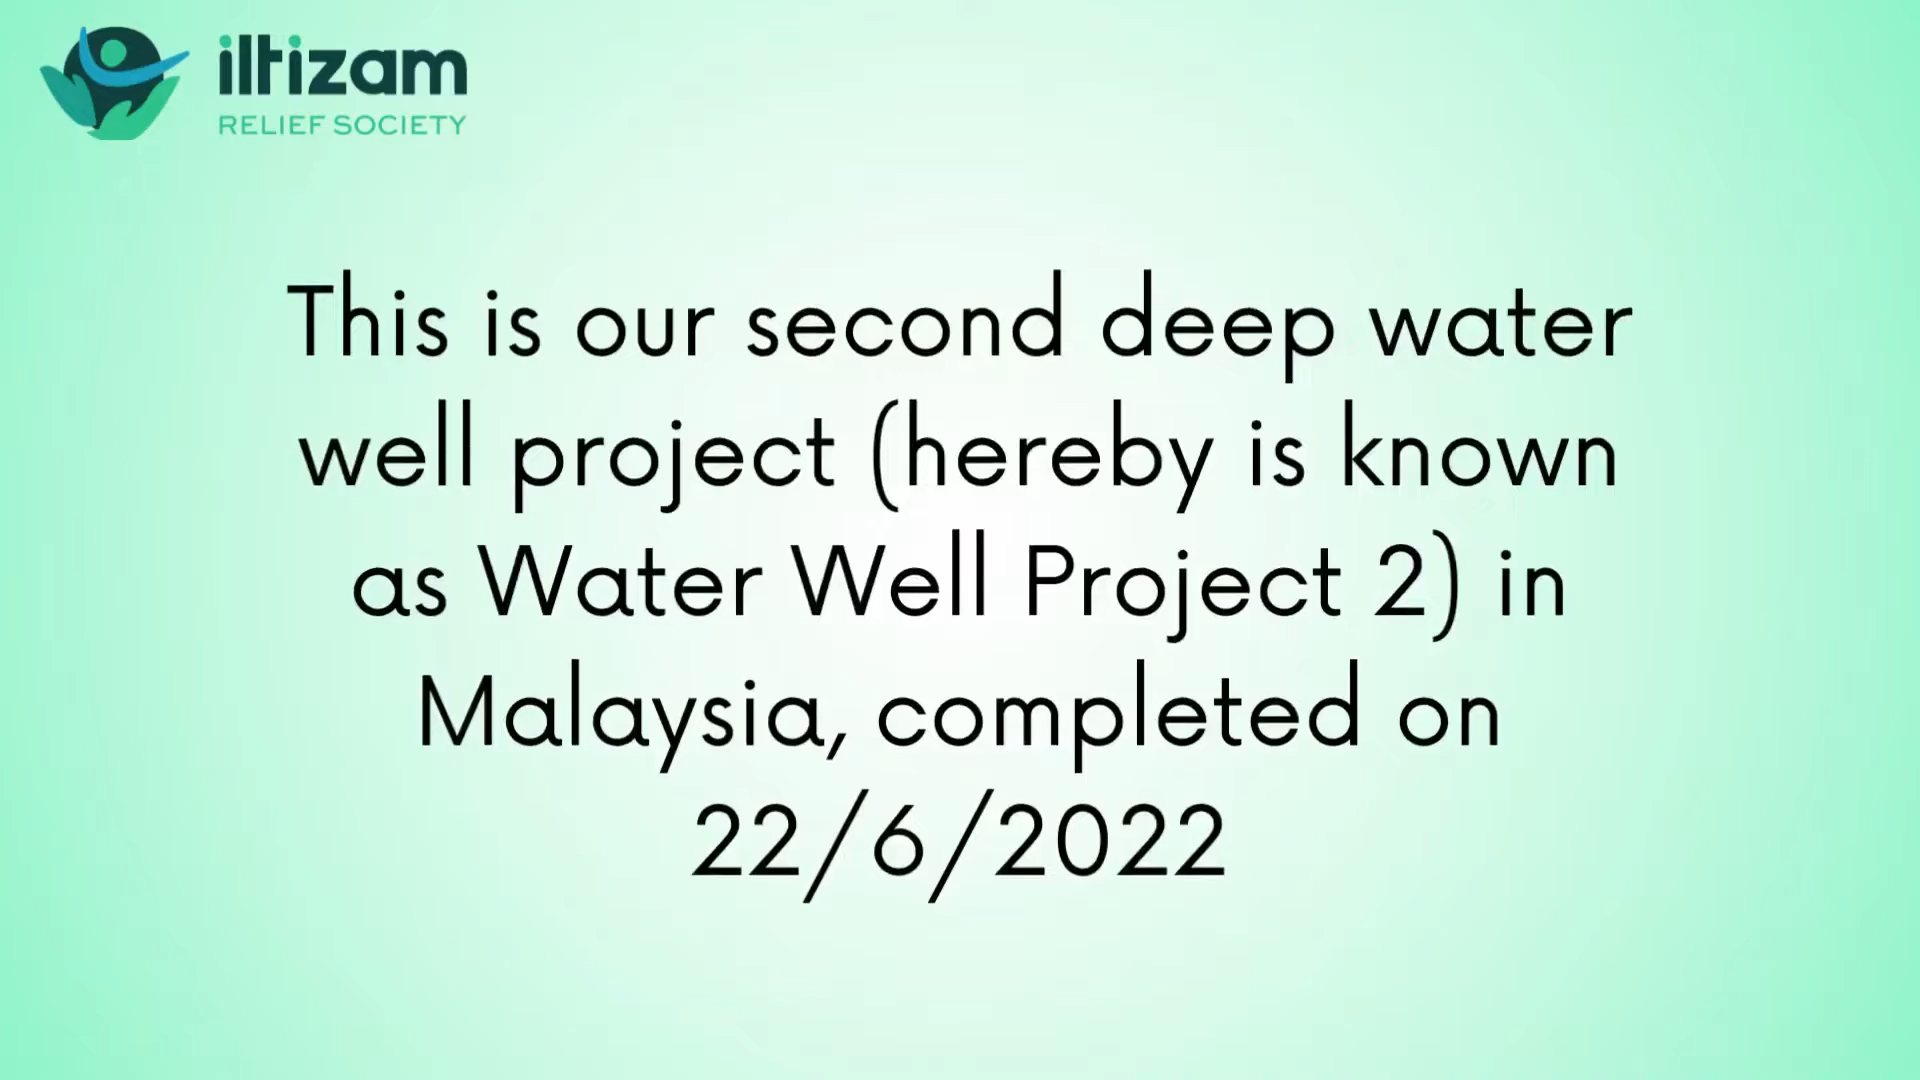 iltizam
RELIEF SOCIETY
This is our second deep water
well project (hereby is known
as Water Well Project 2) in
Malaysia, completed on
22/6/2022